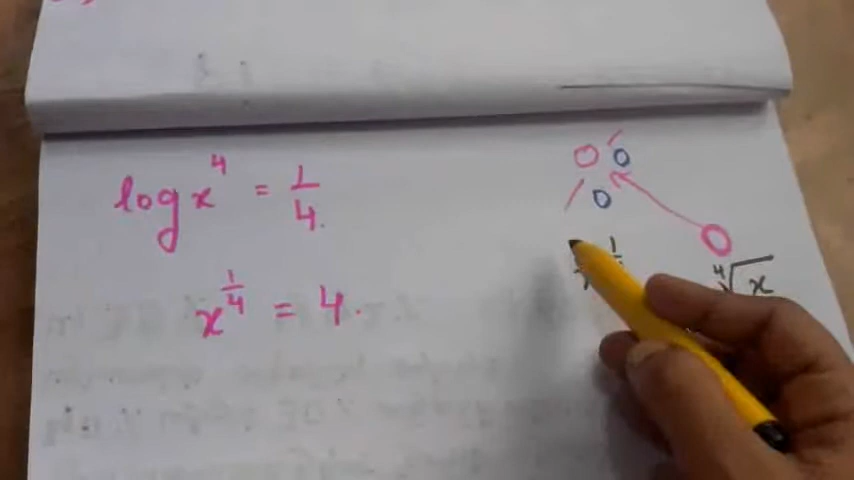 log x⁴ = 1/4.
x^(1/4) = 4.
⁴√x